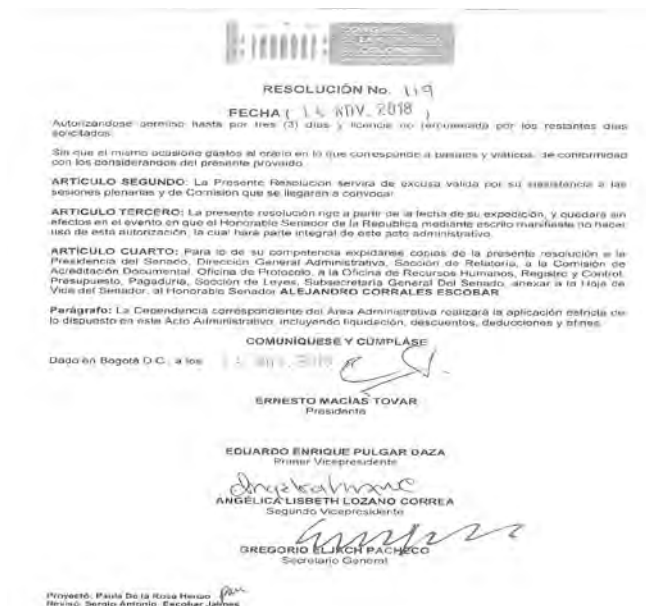 RESOLUCIÓN No. 119
FECHA ( 14 NOV. 2018 )
Autorizándose permiso hasta por tres (3) días y licencia no remunerada por los restantes días
solicitados.
Sin que el mismo ocasione gastos al erario en lo que corresponde a pasajes y viáticos, de conformidad
con los considerandos del presente proveído.
ARTÍCULO SEGUNDO: La Presente Resolución servirá de excusa válida por su inasistencia a las
sesiones plenarias y de Comisión que se llegaran a convocar.
ARTÍCULO TERCERO: La presente resolución rige a partir de la fecha de su expedición, y quedará sin
efectos en el evento en que el Honorable Senador de la República mediante escrito manifieste no hacer
uso de esta autorización, la cual hará parte integral de este acto administrativo.
ARTÍCULO CUARTO: Para lo de su competencia expídanse copias de la presente resolución a la
Presidencia del Senado, Dirección General Administrativa, Sección de Relatoría, a la Comisión de
Acreditación Documental, Oficina de Protocolo, a la Oficina de Recursos Humanos, Registro y Control,
Presupuesto, Pagaduría, Sección de Leyes, Subsecretaría General Del Senado, anexar a la Hoja de
Vida del Senador, al Honorable Senador ALEJANDRO CORRALES ESCOBAR
Parágrafo: La Dependencia correspondiente del Área Administrativa realizará la aplicación estricta de
lo dispuesto en este Acto Administrativo, incluyendo liquidación, descuentos, deducciones y afines.
COMUNÍQUESE Y CÚMPLASE
Dado en Bogotá D.C., a los 14 NOV. 2018
ERNESTO MACÍAS TOVAR
Presidente
EDUARDO ENRIQUE PULGAR DAZA
Primer Vicepresidente
ANGÉLICA LISBETH LOZANO CORREA
Segundo Vicepresidente
GREGORIO ELJACH PACHECO
Secretario General
Proyectó: Paula De la Rosa Henao
Revisó: Sergio Antonio Escobar Jaimes